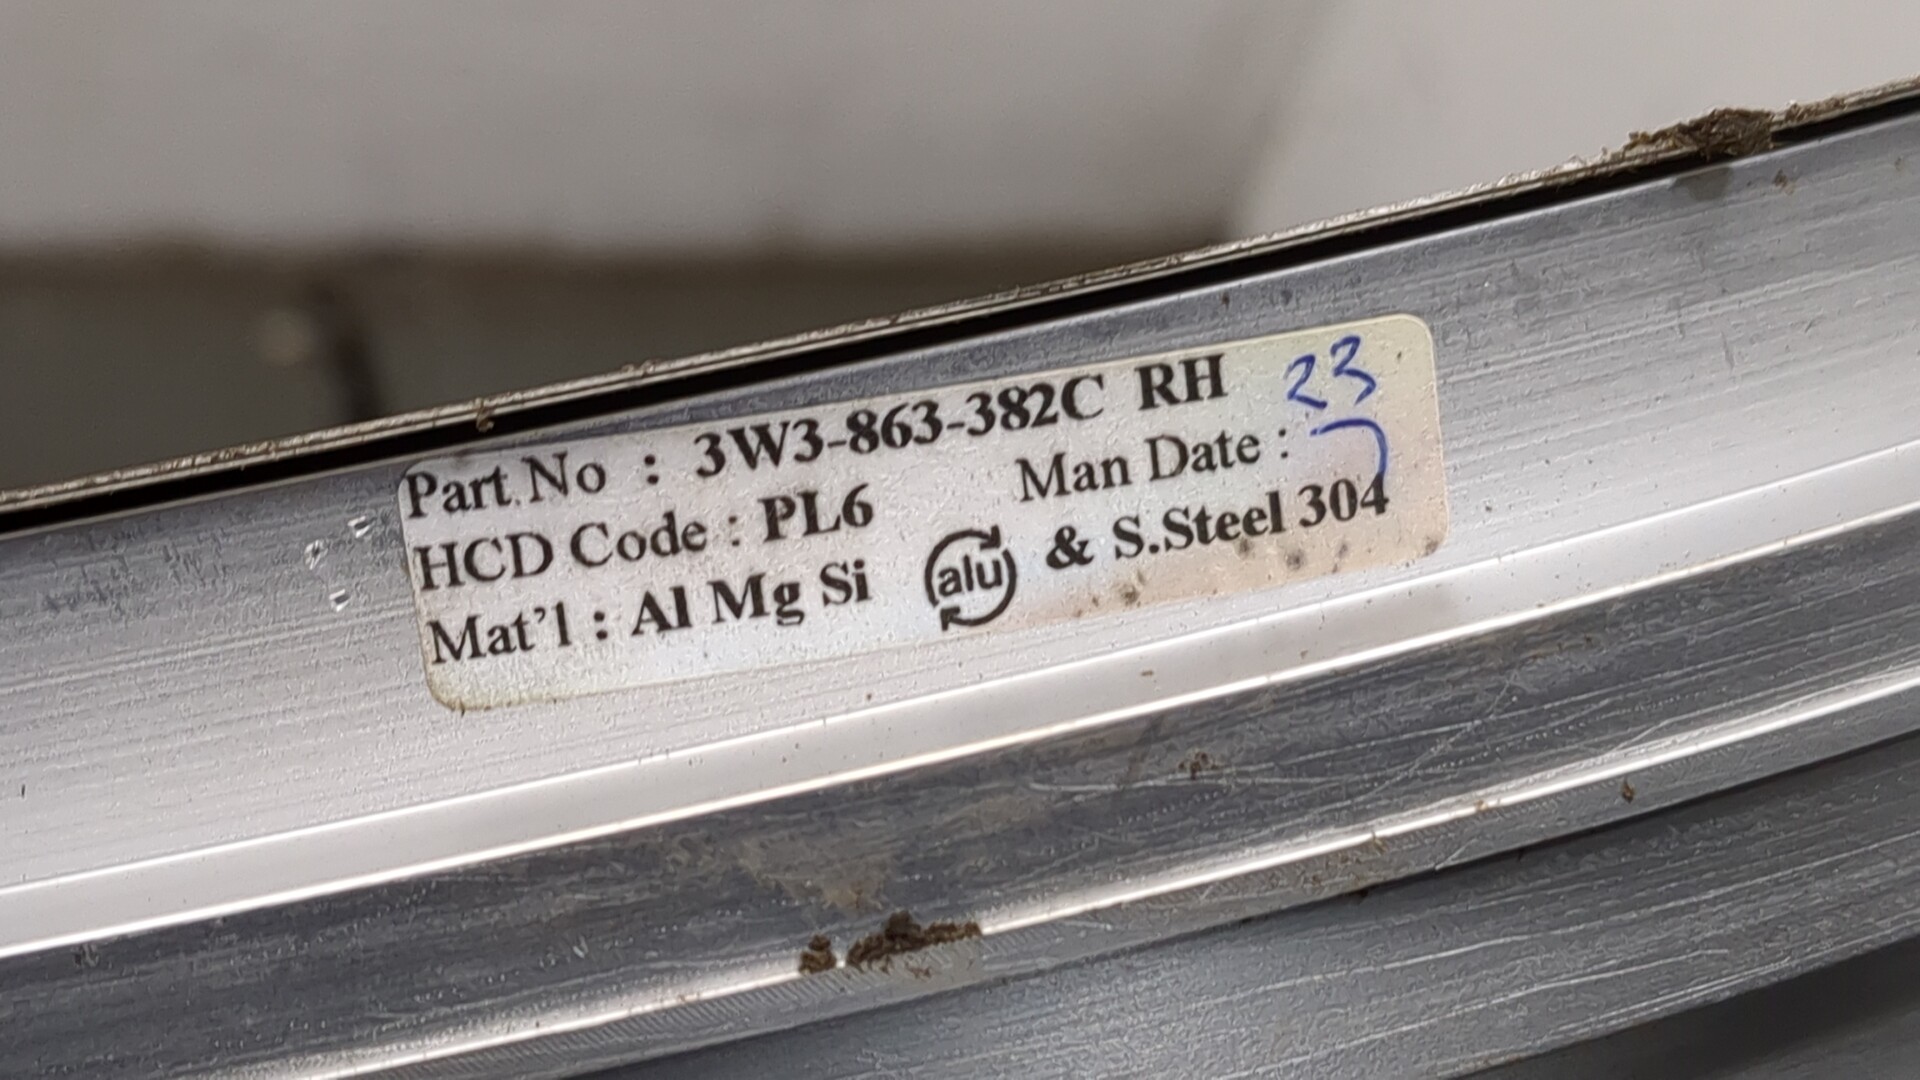 Part No : 3W3-863-382C RH 23
HCD Code : PL6 Man Date :
Mat'l : Al Mg Si alu & S.Steel 304